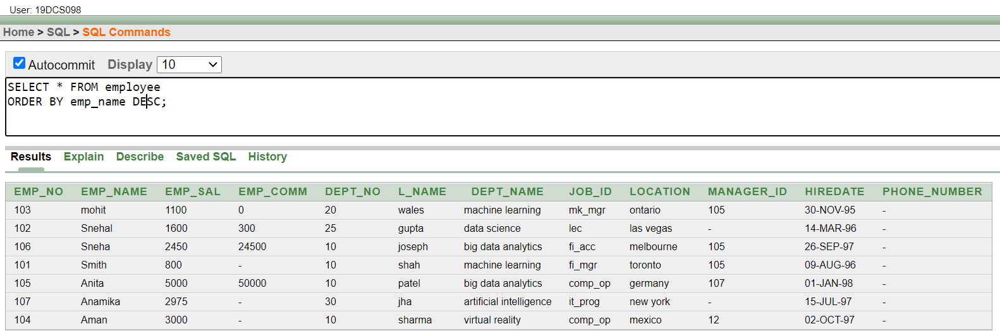 User: 19DCS098
Home > SQL > SQL Commands
Autocommit Display 10
SELECT * FROM employee
ORDER BY emp_name DESC;
Results Explain Describe Saved SQL History
EMP_NO EMP_NAME EMP_SAL EMP_COMM DEPT_NO L_NAME DEPT_NAME JOB_ID LOCATION MANAGER_ID HIREDATE PHONE_NUMBER
103 mohit 1100 0 20 wales machine learning mk_mgr ontario 105 30-NOV-95 -
102 Snehal 1600 300 25 gupta data science lec las vegas - 14-MAR-96 -
106 Sneha 2450 24500 10 joseph big data analytics fi_acc melbourne 105 26-SEP-97 -
101 Smith 800 - 10 shah machine learning fi_mgr toronto 105 09-AUG-96 -
105 Anita 5000 50000 10 patel big data analytics comp_op germany 107 01-JAN-98 -
107 Anamika 2975 - 30 jha artificial intelligence it_prog new york - 15-JUL-97 -
104 Aman 3000 - 10 sharma virtual reality comp_op mexico 12 02-OCT-97 -